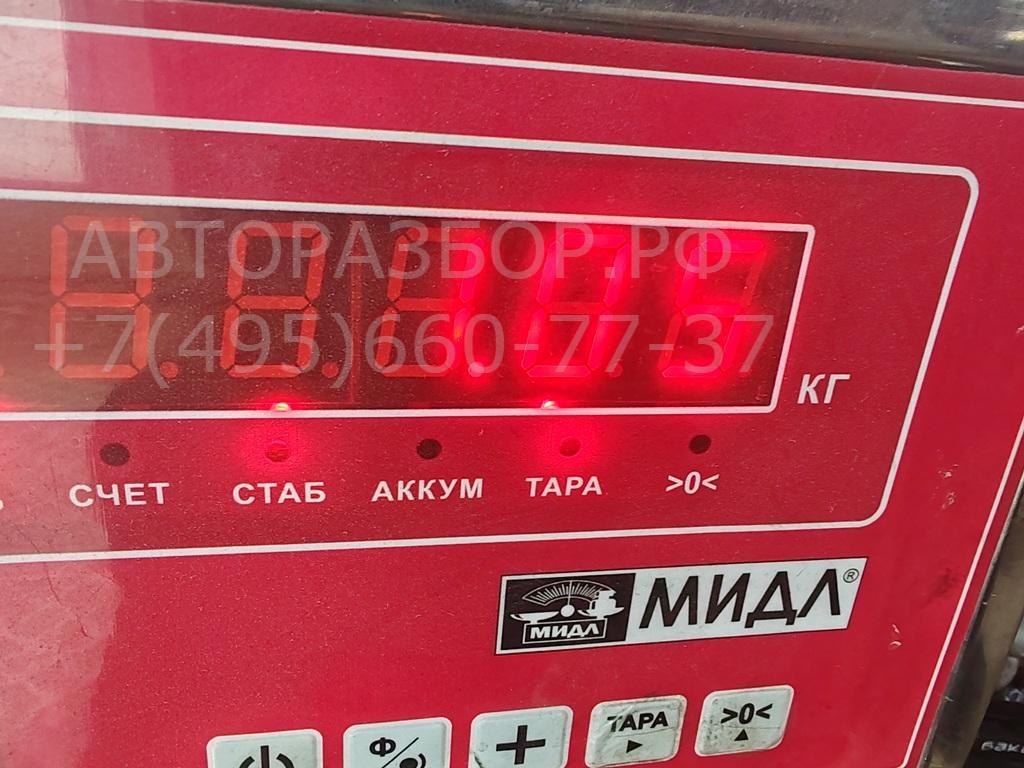 АВТОРАЗБОР.РФ
+7(495)660-77-37
КГ
СЧЕТ СТАБ АККУМ ТАРА >0<
МИДЛ МИДЛ®
Ф
+
ТАРА
>0<